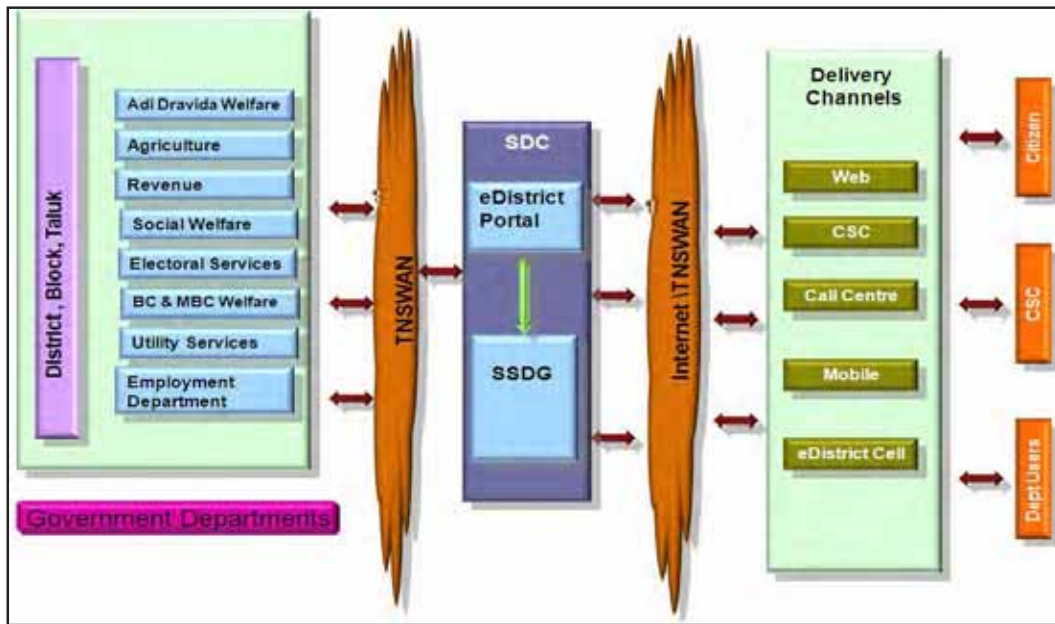 District , Block, Taluk
Adi Dravida Welfare
Agriculture
Revenue
Social Welfare
Electoral Services
BC & MBC Welfare
Utility Services
Employment
Department
Government Departments
TNSWAN
SDC
eDistrict
Portal
SSDG
Internet \TNSWAN
Delivery
Channels
Web
CSC
Call Centre
Mobile
eDistrict Cell
Citizen
CSC
Dept Users